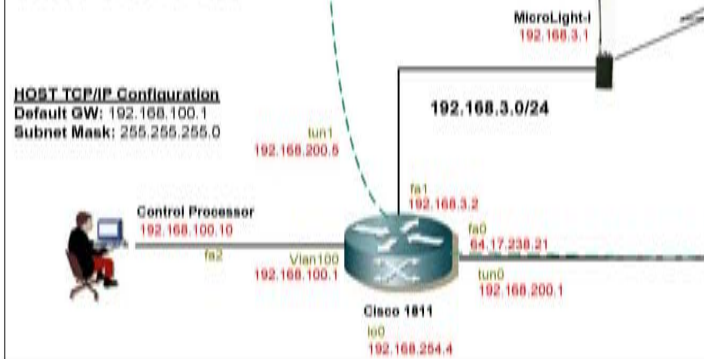 MicroLight-I
192.168.3.1
HOST TCP/IP Configuration
Default GW: 192.168.100.1
Subnet Mask: 255.255.255.0
192.168.3.0/24
tun1
192.168.200.5
fa1
192.168.3.2
Control Processor
192.168.100.10
fa2
Vlan100
192.168.100.1
fa0
64.17.238.21
tun0
192.168.200.1
Cisco 1811
lo0
192.168.254.4